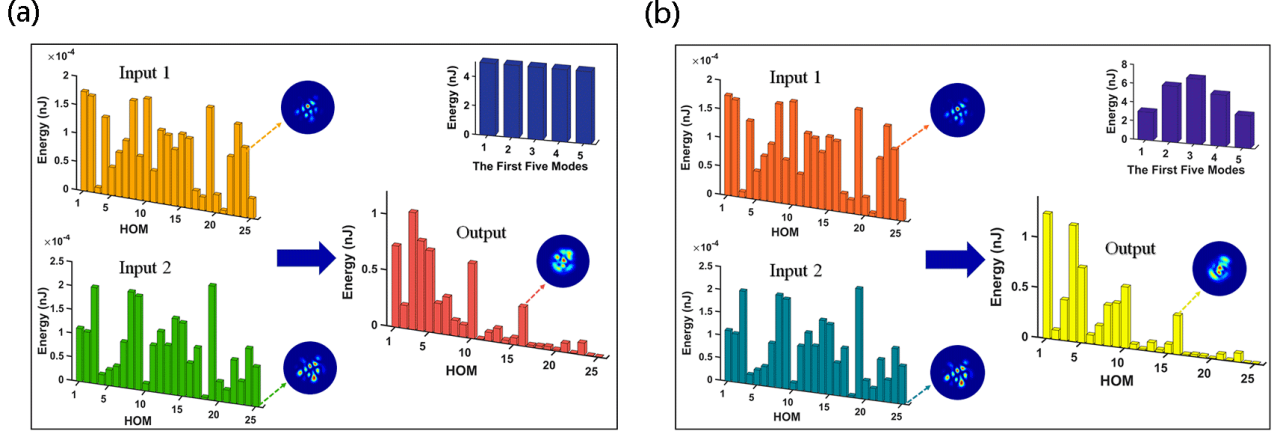 (a)
×10⁻⁴
Input 1
Energy (nJ)
2
1.5
1
0.5
0
1 5 10 15 20 25
HOM
Energy (nJ)
4
2
0
1 2 3 4 5
The First Five Modes
×10⁻⁴
Input 2
Energy (nJ)
2.5
2
1.5
1
0.5
0
1 5 10 15 20 25
HOM
Output
Energy (nJ)
1
0.5
0
1 5 10 15 20 25
HOM
(b)
×10⁻⁴
Input 1
Energy (nJ)
2
1.5
1
0.5
0
1 5 10 15 20 25
HOM
Energy (nJ)
8
6
4
2
0
1 2 3 4 5
The First Five Modes
×10⁻⁴
Input 2
Energy (nJ)
2.5
2
1.5
1
0.5
0
1 5 10 15 20 25
HOM
Output
Energy (nJ)
1
0.5
0
1 5 10 15 20 25
HOM